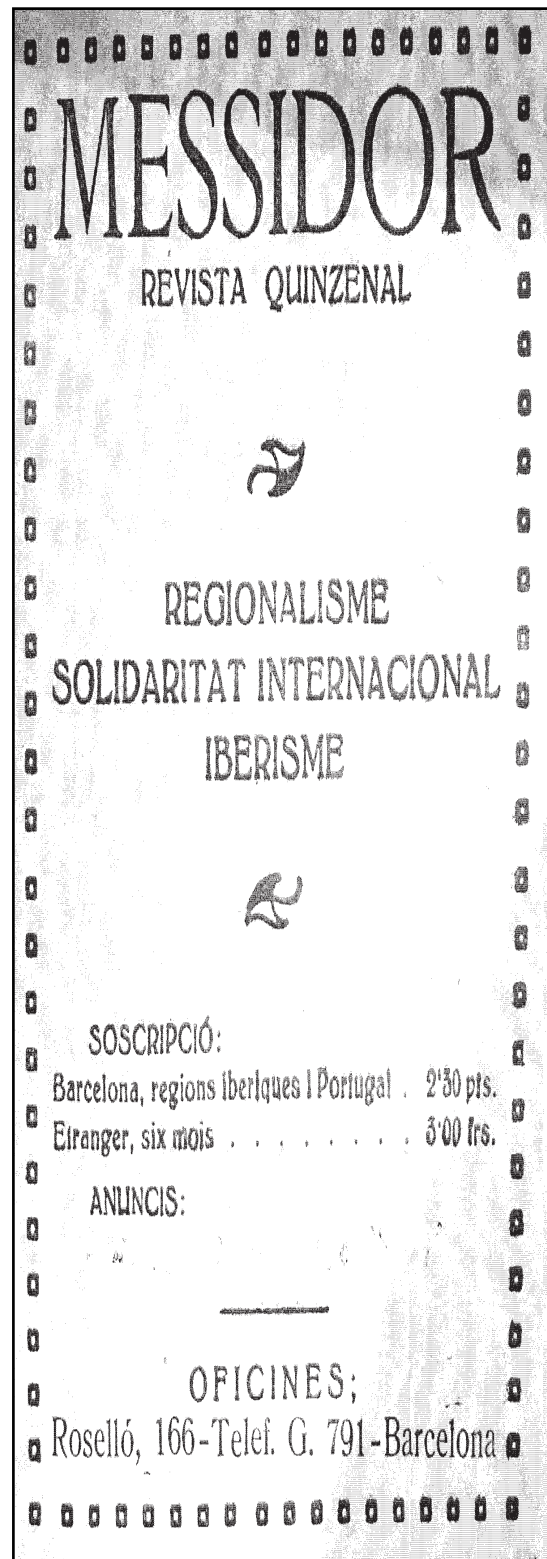 MESSIDOR
REVISTA QUINZENAL
REGIONALISME
SOLIDARITAT INTERNACIONAL
IBERISME
SOSCRIPCIÓ:
Barcelona, regions iberiques i Portugal . 2'50 pts.
Etranger, six mois . . . . . . . . 3'00 frs.
ANUNCIS:
OFICINES;
Roselló, 166-Telef. G. 791-Barcelona